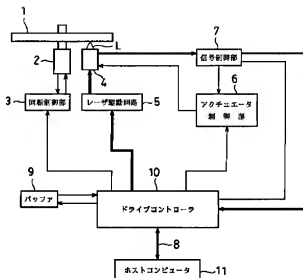 1
L
2
4
7
信号制御部
6
3
回転制御部
レーザ駆動回路
5
アクチュエータ
制御部
9
バッファ
10
ドライブコントローラ
8
ホストコンピュータ
11